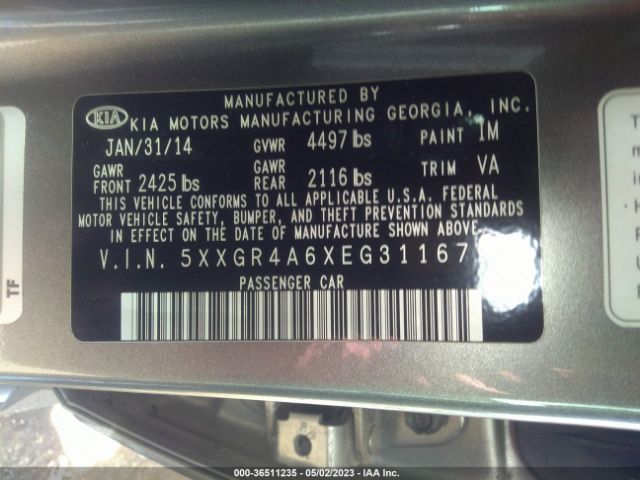 MANUFACTURED BY
KIA KIA MOTORS MANUFACTURING GEORGIA, INC.
JAN/31/14 GVWR 4497 lbs PAINT 1M
GAWR FRONT 2425 lbs GAWR REAR 2116 lbs TRIM VA
THIS VEHICLE CONFORMS TO ALL APPLICABLE U.S.A. FEDERAL
MOTOR VEHICLE SAFETY, BUMPER, AND THEFT PREVENTION STANDARDS
IN EFFECT ON THE DATE OF MANUFACTURE SHOWN ABOVE.
V.I.N. 5XXGR4A6XEG31167
PASSENGER CAR
TF
000-36511235 - 05/02/2023 - IAA Inc.